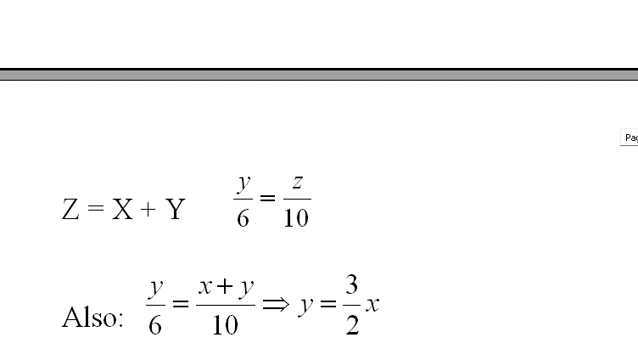 Pag
Z = X + Y y/6 = z/10
Also: y/6 = (x + y)/10 ⇒ y = 3/2 x